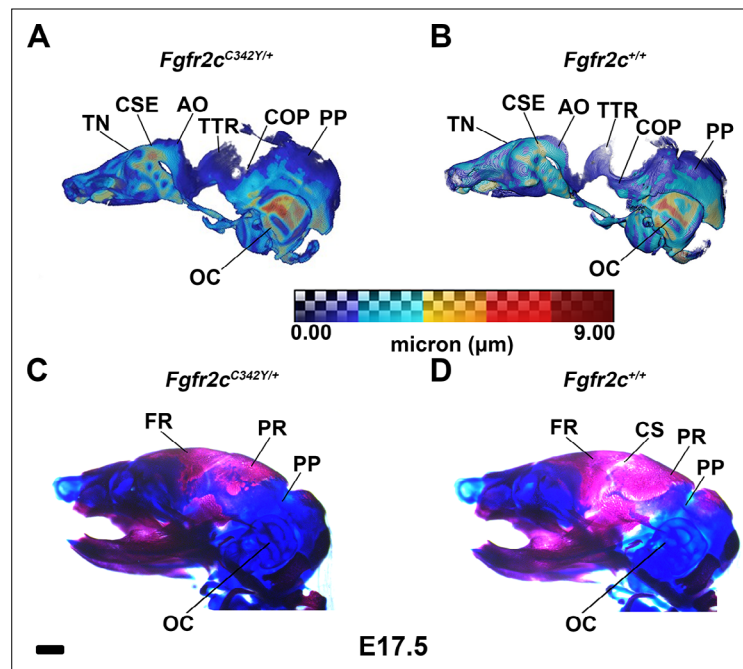 A
Fgfr2c^C342Y/+
CSE AO
TN
TTR COP PP
OC
B
Fgfr2c^+/+
CSE
AO TTR
TN
COP PP
OC
0.00 9.00
micron (µm)
C
Fgfr2c^C342Y/+
FR
PR
PP
OC
D
Fgfr2c^+/+
FR CS
PR
PP
OC
E17.5